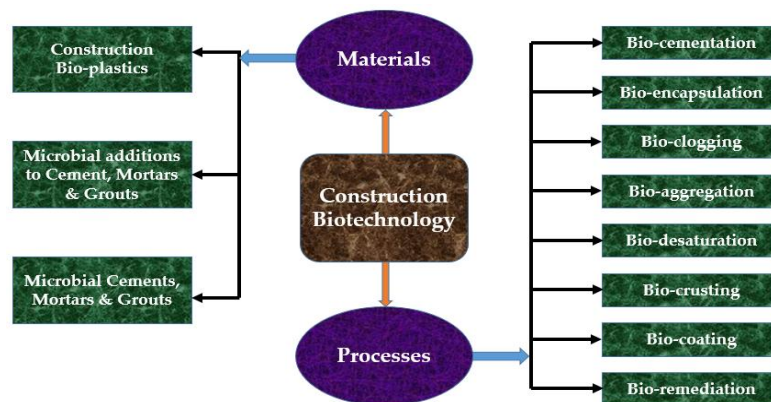 Construction
Bio-plastics
Microbial additions
to Cement, Mortars
& Grouts
Microbial Cements,
Mortars & Grouts
Materials
Construction
Biotechnology
Processes
Bio-cementation
Bio-encapsulation
Bio-clogging
Bio-aggregation
Bio-desaturation
Bio-crusting
Bio-coating
Bio-remediation